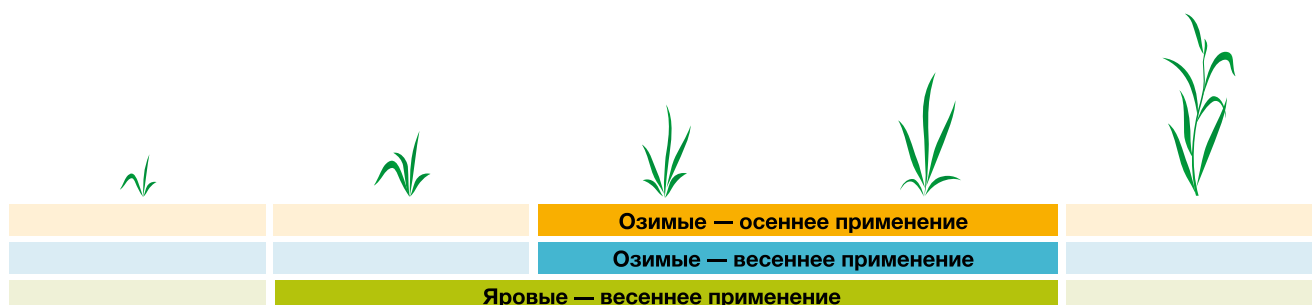 Озимые — осеннее применение
Озимые — весеннее применение
Яровые — весеннее применение